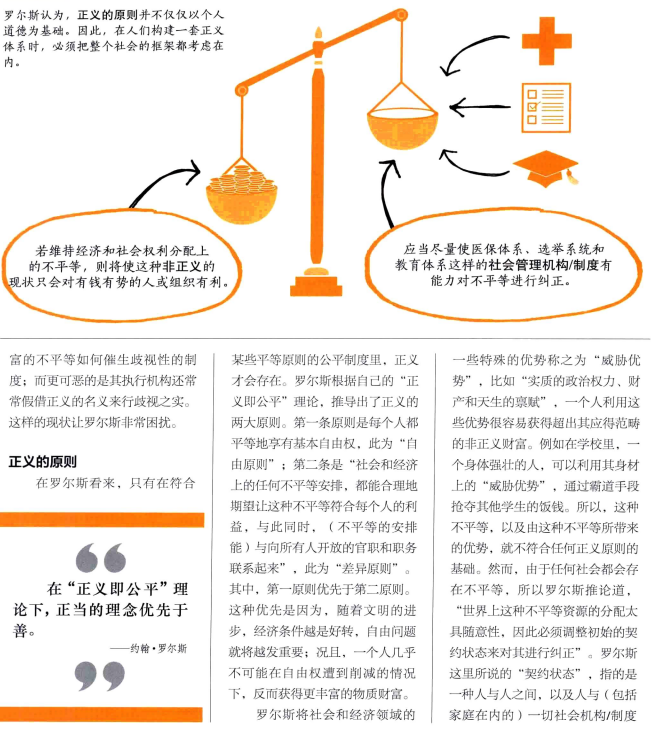 罗尔斯认为，正义的原则并不仅仅以个人
道德为基础。因此，在人们构建一套正义
体系时，必须把整个社会的框架都考虑在
内。
若维持经济和社会权利分配上
的不平等，则将使这种非正义的
现状只会对有钱有势的人或组织有利。
应当尽量使医保体系、选举系统和
教育体系这样的社会管理机构/制度有
能力对不平等进行纠正。
富的不平等如何催生歧视性的制
度；而更可恶的是其执行机构还常
常假借正义的名义来行歧视之实。
这样的现状让罗尔斯非常困扰。
正义的原则
在罗尔斯看来，只有在符合
在“正义即公平”理
论下，正当的理念优先于
善。
——约翰·罗尔斯
某些平等原则的公平制度里，正义
才会存在。罗尔斯根据自己的“正
义即公平”理论，推导出了正义的
两大原则。第一条原则是每个人都
平等地享有基本自由权，此为“自
由原则”；第二条是“社会和经济
上的任何不平等安排，都能合理地
期望让这种不平等符合每个人的利
益，与此同时，（不平等的安排
能）与向所有人开放的官职和职务
联系起来”，此为“差异原则”。
其中，第一原则优先于第二原则。
这种优先是因为，随着文明的进
步，经济条件越是好转，自由问题
就将越发重要；况且，一个人几乎
不可能在自由权遭到削减的情况
下，反而获得更丰富的物质财富。
罗尔斯将社会和经济领域的
一些特殊的优势称之为“威胁优
势”，比如“实质的政治权力、财
产和天生的禀赋”，一个人利用这
些优势很容易获得超出其应得范畴
的非正义财富。例如在学校里，一
个身体强壮的人，可以利用其身材
上的“威胁优势”，通过霸道手段
抢夺其他学生的饭钱。所以，这种
不平等，以及由这种不平等所带来
的优势，就不符合任何正义原则的
基础。然而，由于任何社会都会存
在不平等，所以罗尔斯推论道，
“世界上这种不平等资源的分配太
具随意性，因此必须调整初始的契
约状态来对其进行纠正”。罗尔斯
这里所说的“契约状态”，指的是
一种人与人之间，以及人与（包括
家庭在内的）一切社会机构/制度